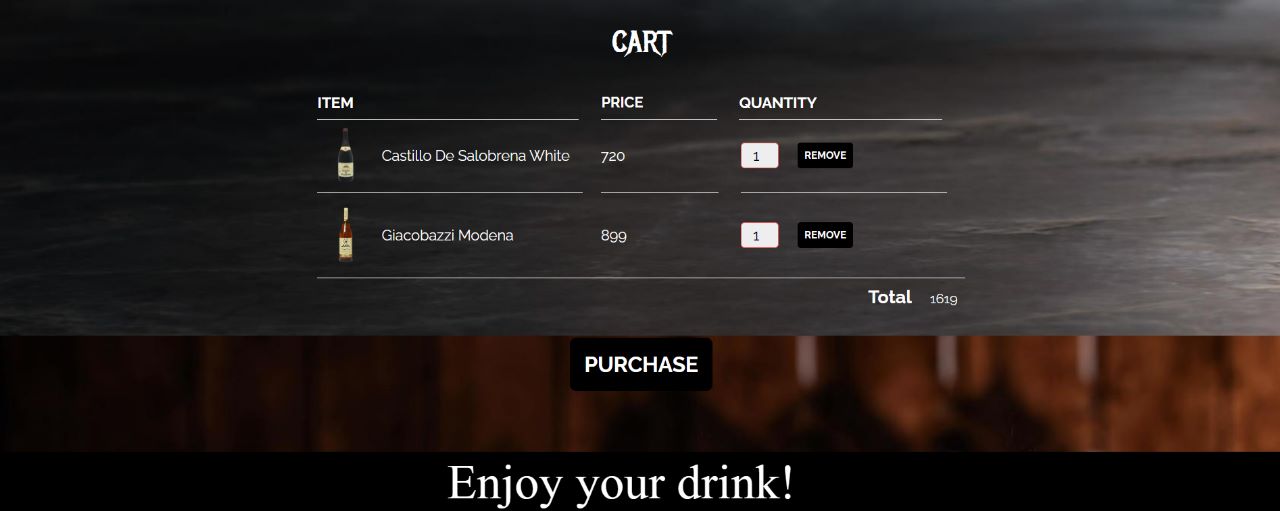 CART
ITEM PRICE QUANTITY
Castillo De Salobrena White 720 1 REMOVE
Giacobazzi Modena 899 1 REMOVE
Total 1619
PURCHASE
Enjoy your drink!